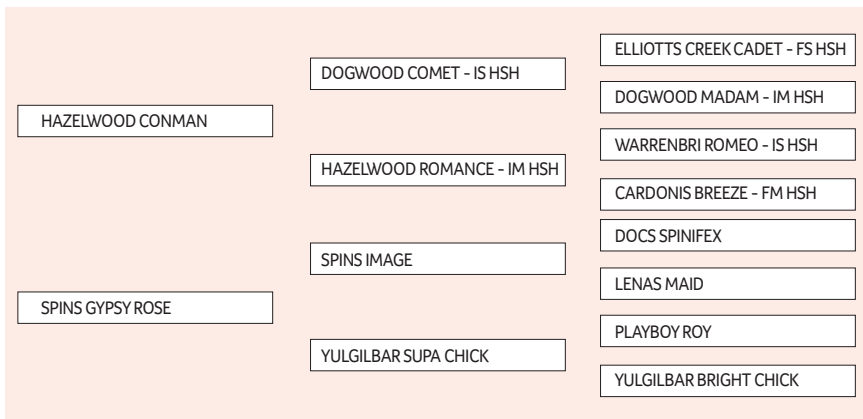 HAZELWOOD CONMAN
SPINS GYPSY ROSE
DOGWOOD COMET - IS HSH
HAZELWOOD ROMANCE - IM HSH
SPINS IMAGE
YULGILBAR SUPA CHICK
ELLIOTTS CREEK CADET - FS HSH
DOGWOOD MADAM - IM HSH
WARRENBRI ROMEO - IS HSH
CARDONIS BREEZE - FM HSH
DOCS SPINIFEX
LENAS MAID
PLAYBOY ROY
YULGILBAR BRIGHT CHICK